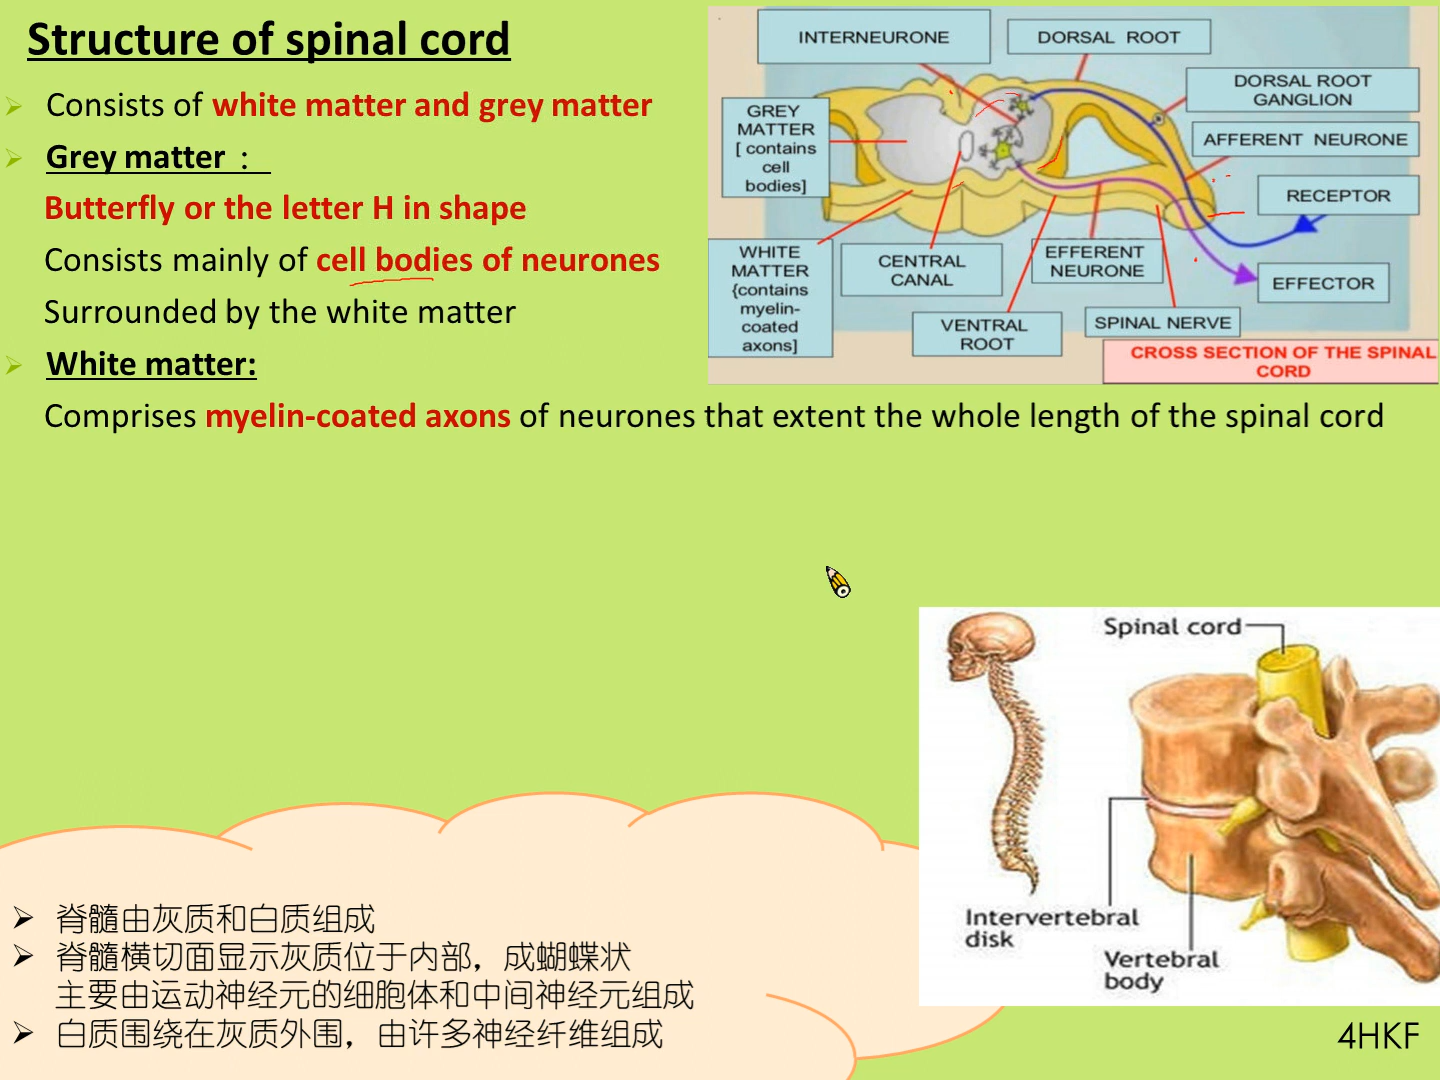 Structure of spinal cord
Consists of white matter and grey matter
Grey matter :
Butterfly or the letter H in shape
Consists mainly of cell bodies of neurones
Surrounded by the white matter
White matter:
Comprises myelin-coated axons of neurones that extent the whole length of the spinal cord
INTERNEURONE
DORSAL ROOT
DORSAL ROOT
GANGLION
GREY
MATTER
[ contains
cell
bodies]
AFFERENT NEURONE
RECEPTOR
WHITE
MATTER
{contains
myelin-
coated
axons]
CENTRAL
CANAL
EFFERENT
NEURONE
EFFECTOR
VENTRAL
ROOT
SPINAL NERVE
CROSS SECTION OF THE SPINAL
CORD
Spinal cord
Intervertebral
disk
Vertebral
body
脊髓由灰质和白质组成
脊髓横切面显示灰质位于内部，成蝴蝶状
主要由运动神经元的细胞体和中间神经元组成
白质围绕在灰质外围，由许多神经纤维组成
4HKF